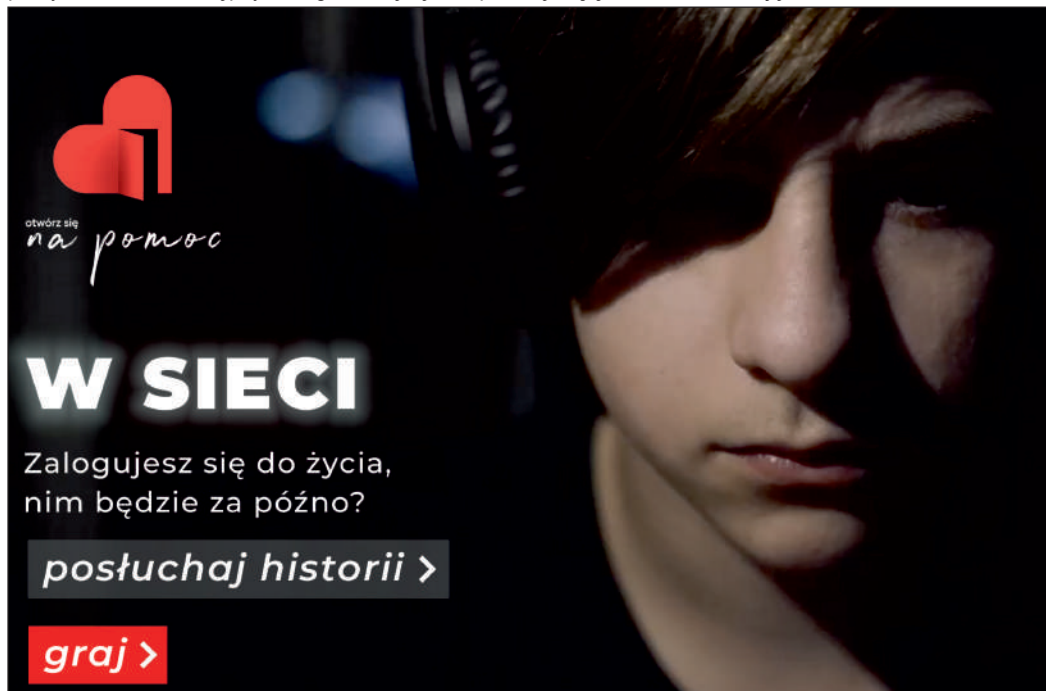 otwórz się
na pomoc
W SIECI
Zalogujesz się do życia,
nim będzie za późno?
posłuchaj historii >
graj >